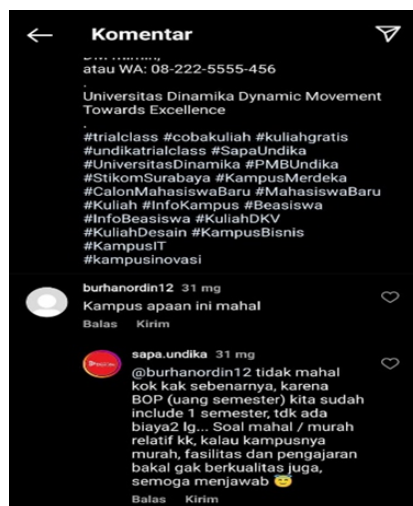 Komentar
atau WA: 08-222-5555-456
.
Universitas Dinamika Dynamic Movement
Towards Excellence
.
#trialclass #cobakuliah #kuliahgratis
#undikatrialclass #SapaUndika
#UniversitasDinamika #PMBUndika
#StikomSurabaya #KampusMerdeka
#CalonMahasiswaBaru #MahasiswaBaru
#Kuliah #InfoKampus #Beasiswa
#InfoBeasiswa #KuliahDKV
#KuliahDesain #KampusBisnis
#KampusIT
#kampusinovasi
burhanordin12 31 mg
Kampus apaan ini mahal
Balas Kirim
sapa.undika 31 mg
@burhanordin12 tidak mahal
kok kak sebenarnya, karena
BOP (uang semester) kita sudah
include 1 semester, tdk ada
biaya2 lg... Soal mahal / murah
relatif kk, kalau kampusnya
murah, fasilitas dan pengajaran
bakal gak berkualitas juga,
semoga menjawab 😇
Balas Kirim